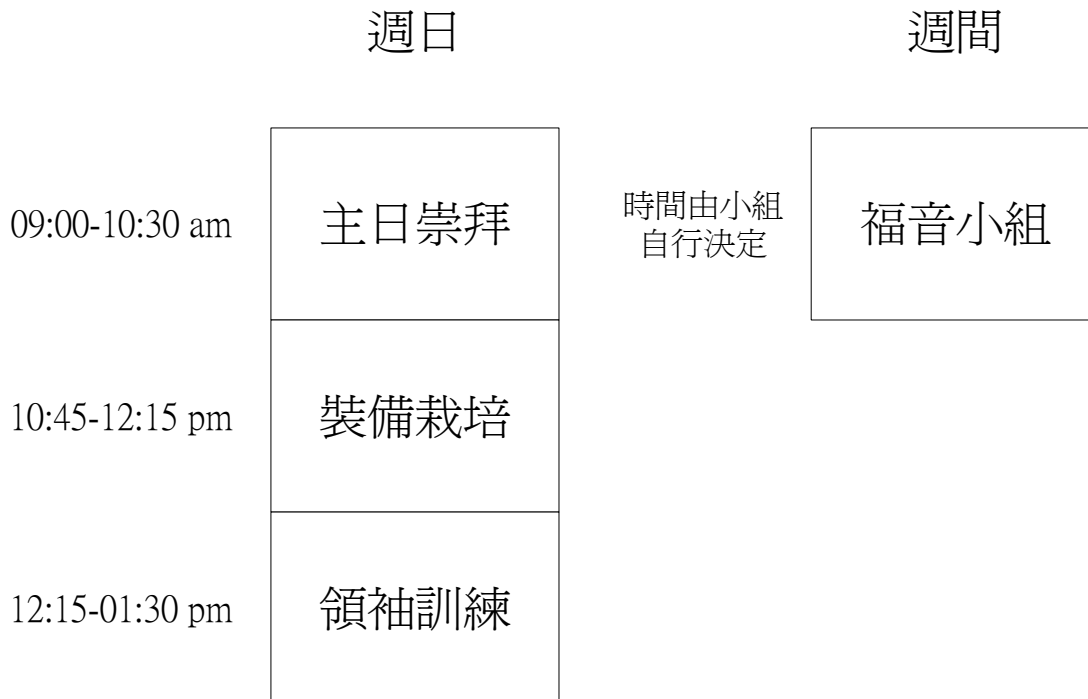 週日
週間
09:00-10:30 am
主日崇拜
時間由小組
自行決定
福音小組
10:45-12:15 pm
裝備栽培
12:15-01:30 pm
領袖訓練